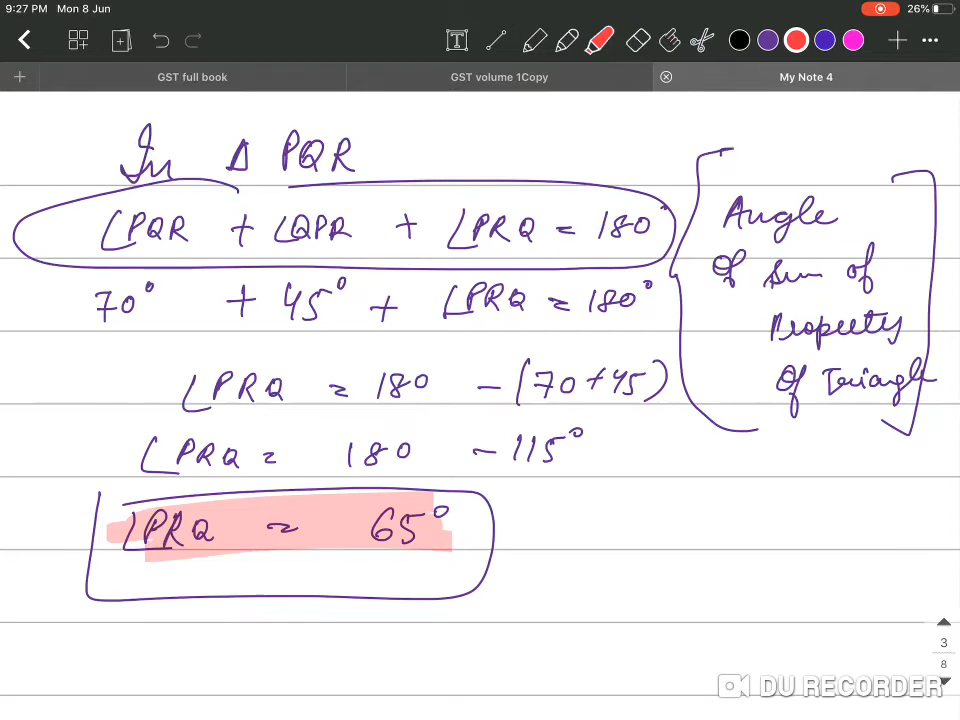 9:27 PM Mon 8 Jun
26%
GST full book
GST volume 1Copy
My Note 4
In Δ PQR
∠PQR + ∠QPR + ∠PRQ = 180°
70° + 45° + ∠PRQ = 180°
∠PRQ = 180 - (70+45)
∠PRQ = 180 - 115°
∠PRQ = 65°
Angle
Of Sum of
Property
Of Triangle
3
8
DU RECORDER